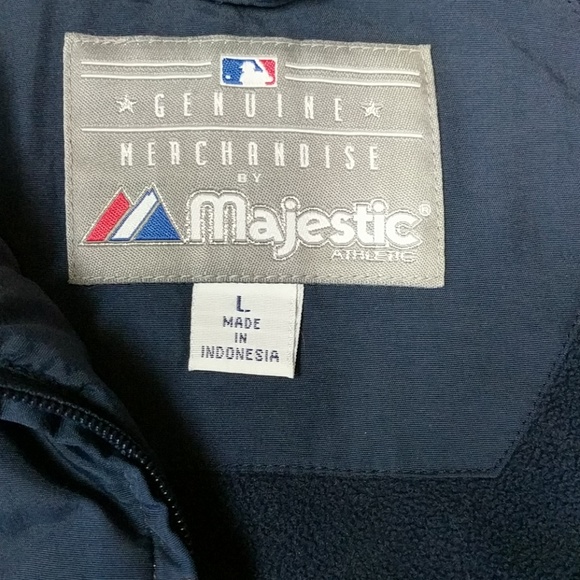 GENUINE
MERCHANDISE
BY
Majestic®
ATHLETIC
L
MADE
IN
INDONESIA